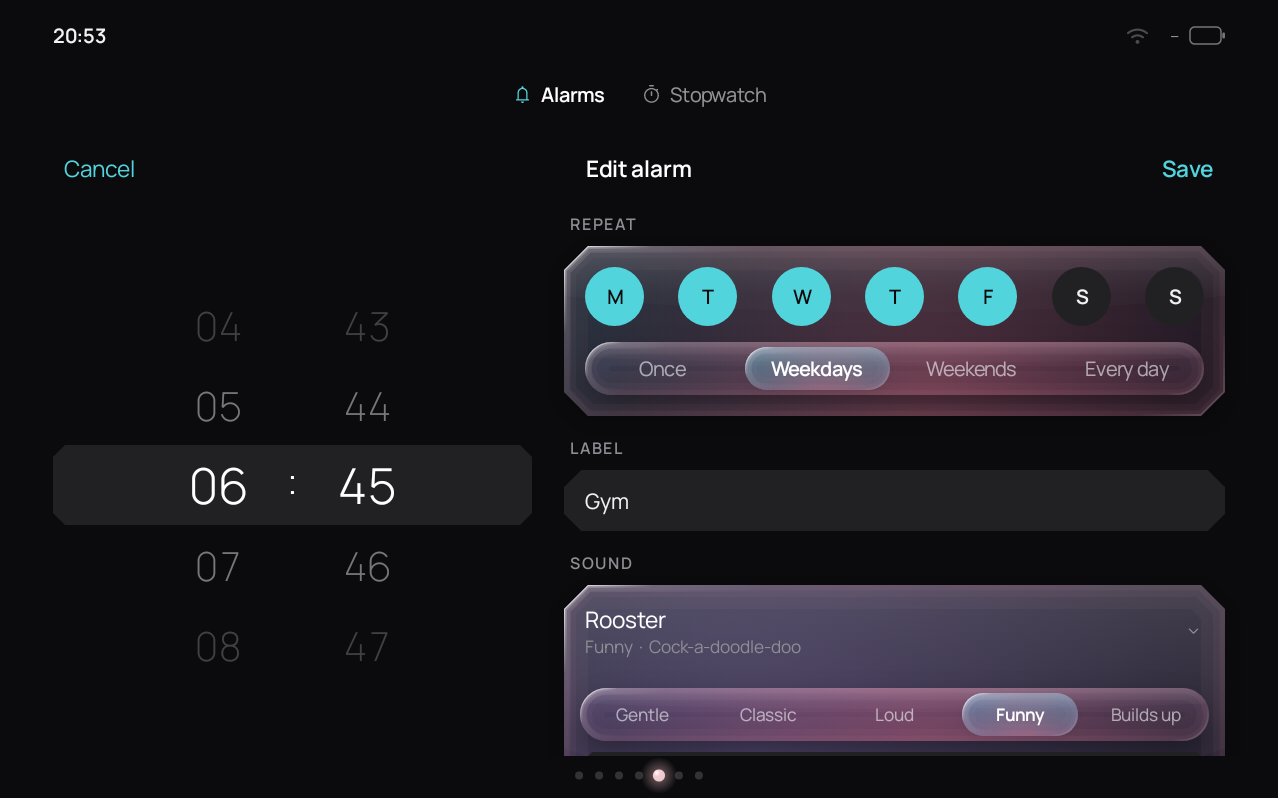 20:53
–
Alarms Stopwatch
Cancel Edit alarm Save
REPEAT
M T W T F S S
Once Weekdays Weekends Every day
04 43
05 44
06 : 45
07 46
08 47
LABEL
Gym
SOUND
Rooster
Funny · Cock-a-doodle-doo
Gentle Classic Loud Funny Builds up